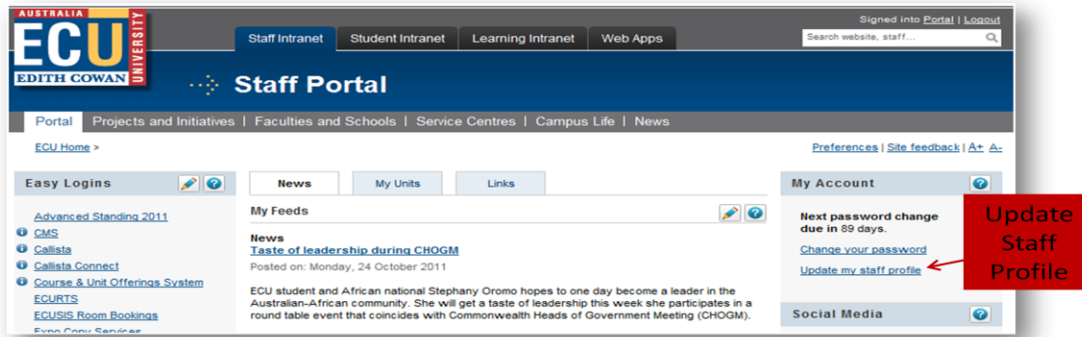 AUSTRALIA
ECU
EDITH COWAN
UNIVERSITY
Signed into Portal | Logout
Staff Intranet
Student Intranet
Learning Intranet
Web Apps
Search website, staff...
Staff Portal
Portal
Projects and Initiatives | Faculties and Schools | Service Centres | Campus Life | News
ECU Home >
Preferences | Site feedback | A+ A-
Easy Logins
Advanced Standing 2011
CMS
Callista
Callista Connect
Course & Unit Offerings System
ECURTS
ECUSIS Room Bookings
Expo Copy Services
News
My Units
Links
My Feeds
News
Taste of leadership during CHOGM
Posted on: Monday, 24 October 2011
ECU student and African national Stephany Oromo hopes to one day become a leader in the
Australian-African community. She will get a taste of leadership this week she participates in a
round table event that coincides with Commonwealth Heads of Government Meeting (CHOGM).
My Account
Next password change
due in 89 days.
Change your password
Update my staff profile
Social Media
Update
Staff
Profile